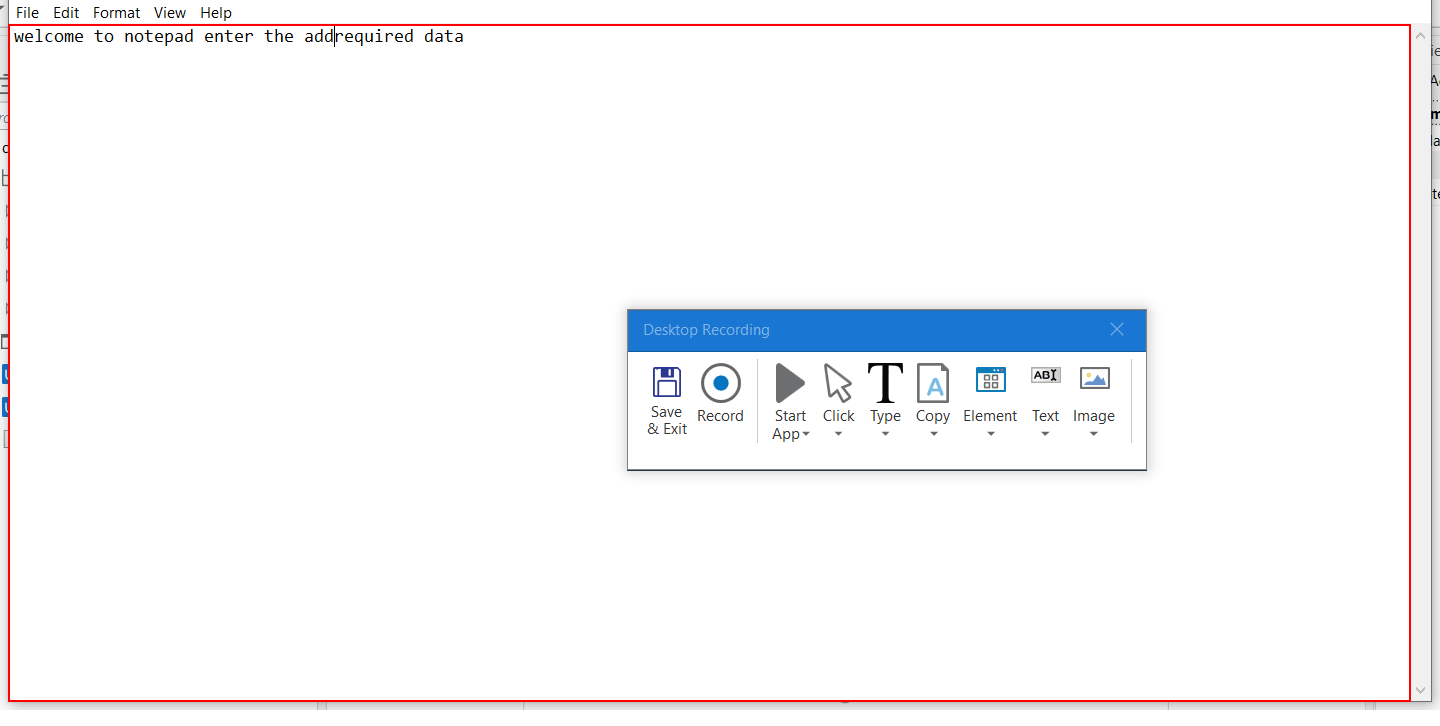 File Edit Format View Help
welcome to notepad enter the addrequired data
Desktop Recording
Save & Exit
Record
Start App
Click
Type
Copy
Element
Text
Image
A
ABI